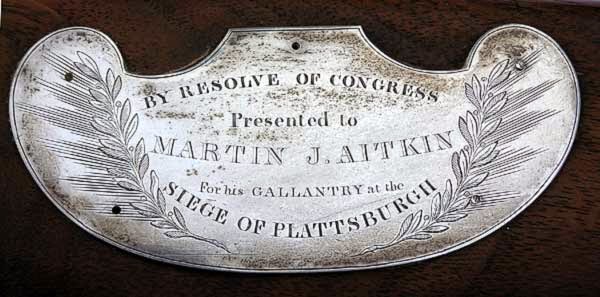 BY RESOLVE OF CONGRESS
Presented to
MARTIN J. AITKIN
For his GALLANTRY at the
SIEGE OF PLATTSBURGH